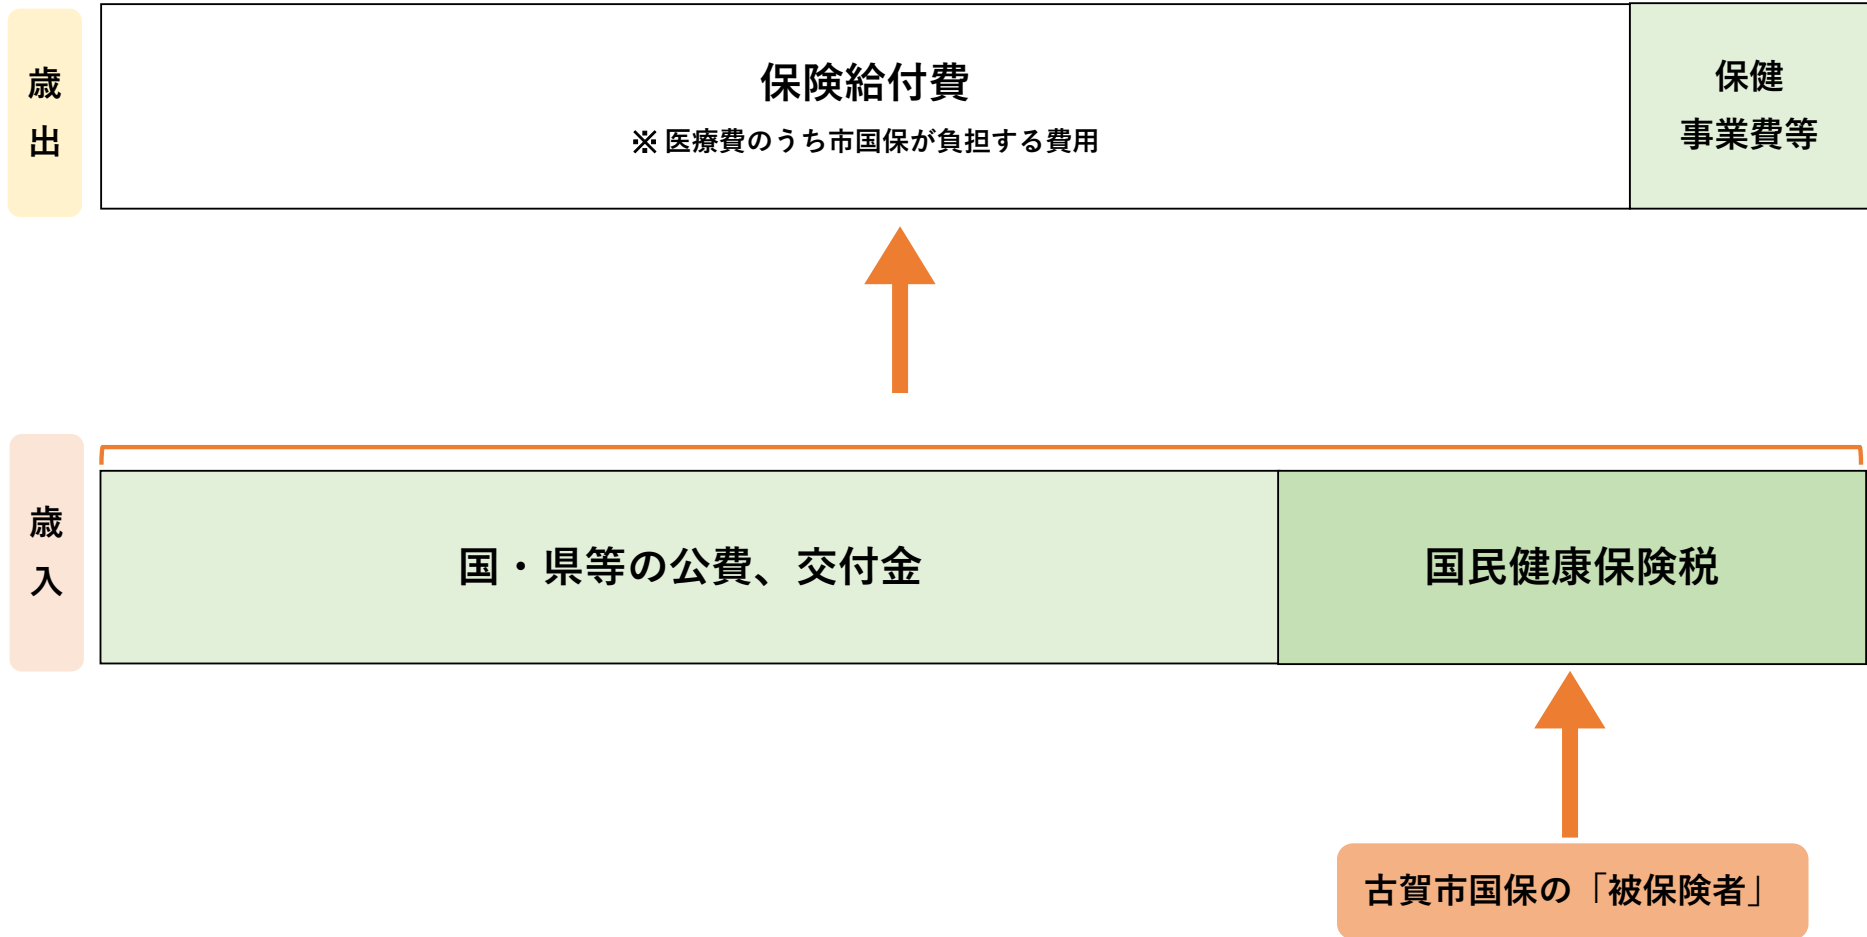 歳出
保険給付費
※ 医療費のうち市国保が負担する費用
保健
事業費等
歳入
国・県等の公費、交付金
国民健康保険税
古賀市国保の「被保険者」